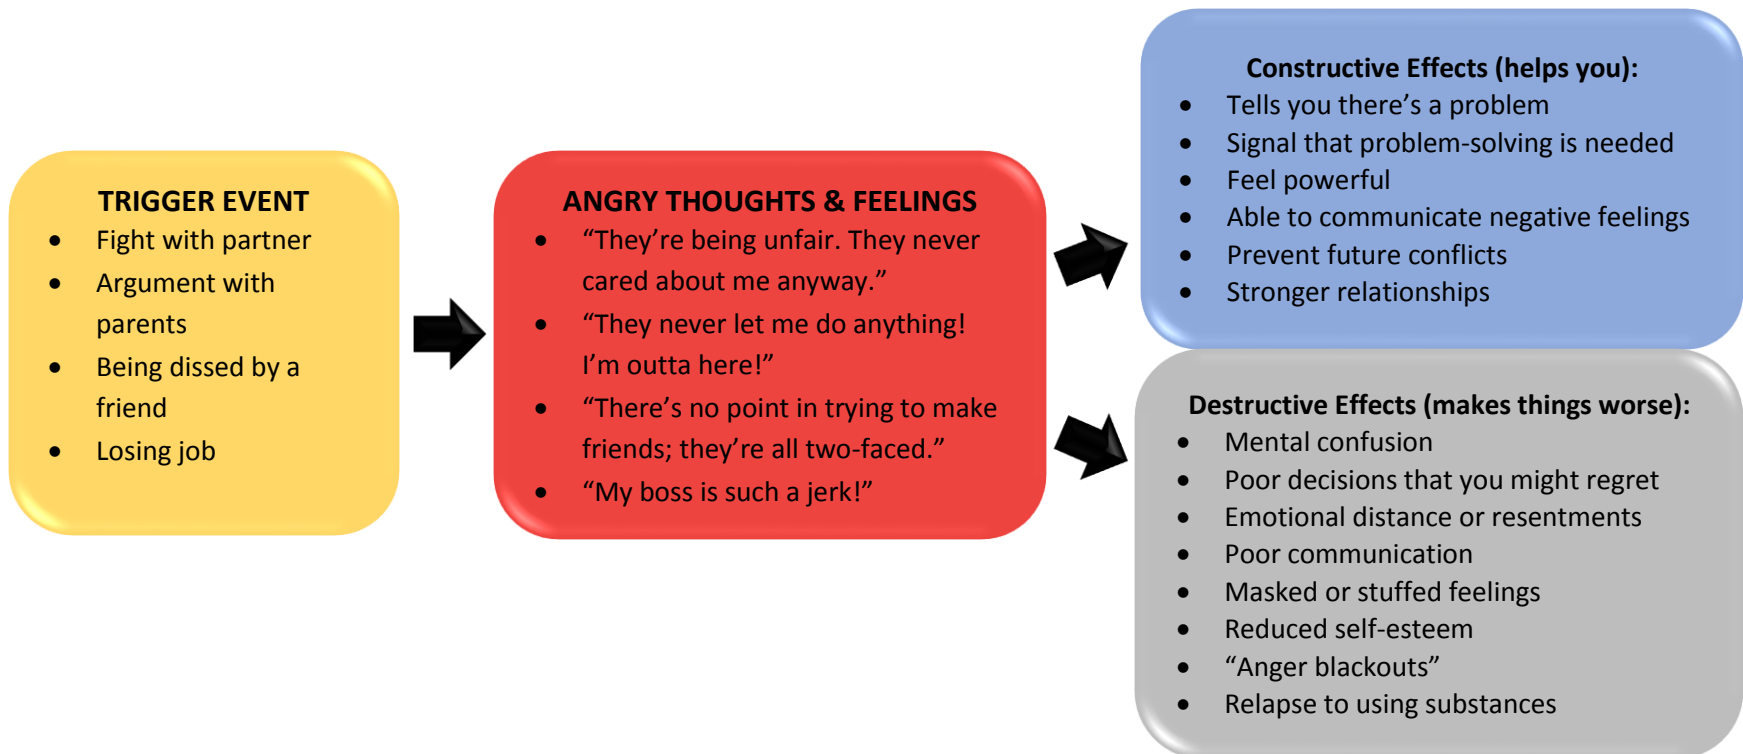 TRIGGER EVENT
• Fight with partner
• Argument with
parents
• Being dissed by a
friend
• Losing job
ANGRY THOUGHTS & FEELINGS
• “They’re being unfair. They never
cared about me anyway.”
• “They never let me do anything!
I’m outta here!”
• “There’s no point in trying to make
friends; they’re all two-faced.”
• “My boss is such a jerk!”
Constructive Effects (helps you):
• Tells you there’s a problem
• Signal that problem-solving is needed
• Feel powerful
• Able to communicate negative feelings
• Prevent future conflicts
• Stronger relationships
Destructive Effects (makes things worse):
• Mental confusion
• Poor decisions that you might regret
• Emotional distance or resentments
• Poor communication
• Masked or stuffed feelings
• Reduced self-esteem
• “Anger blackouts”
• Relapse to using substances